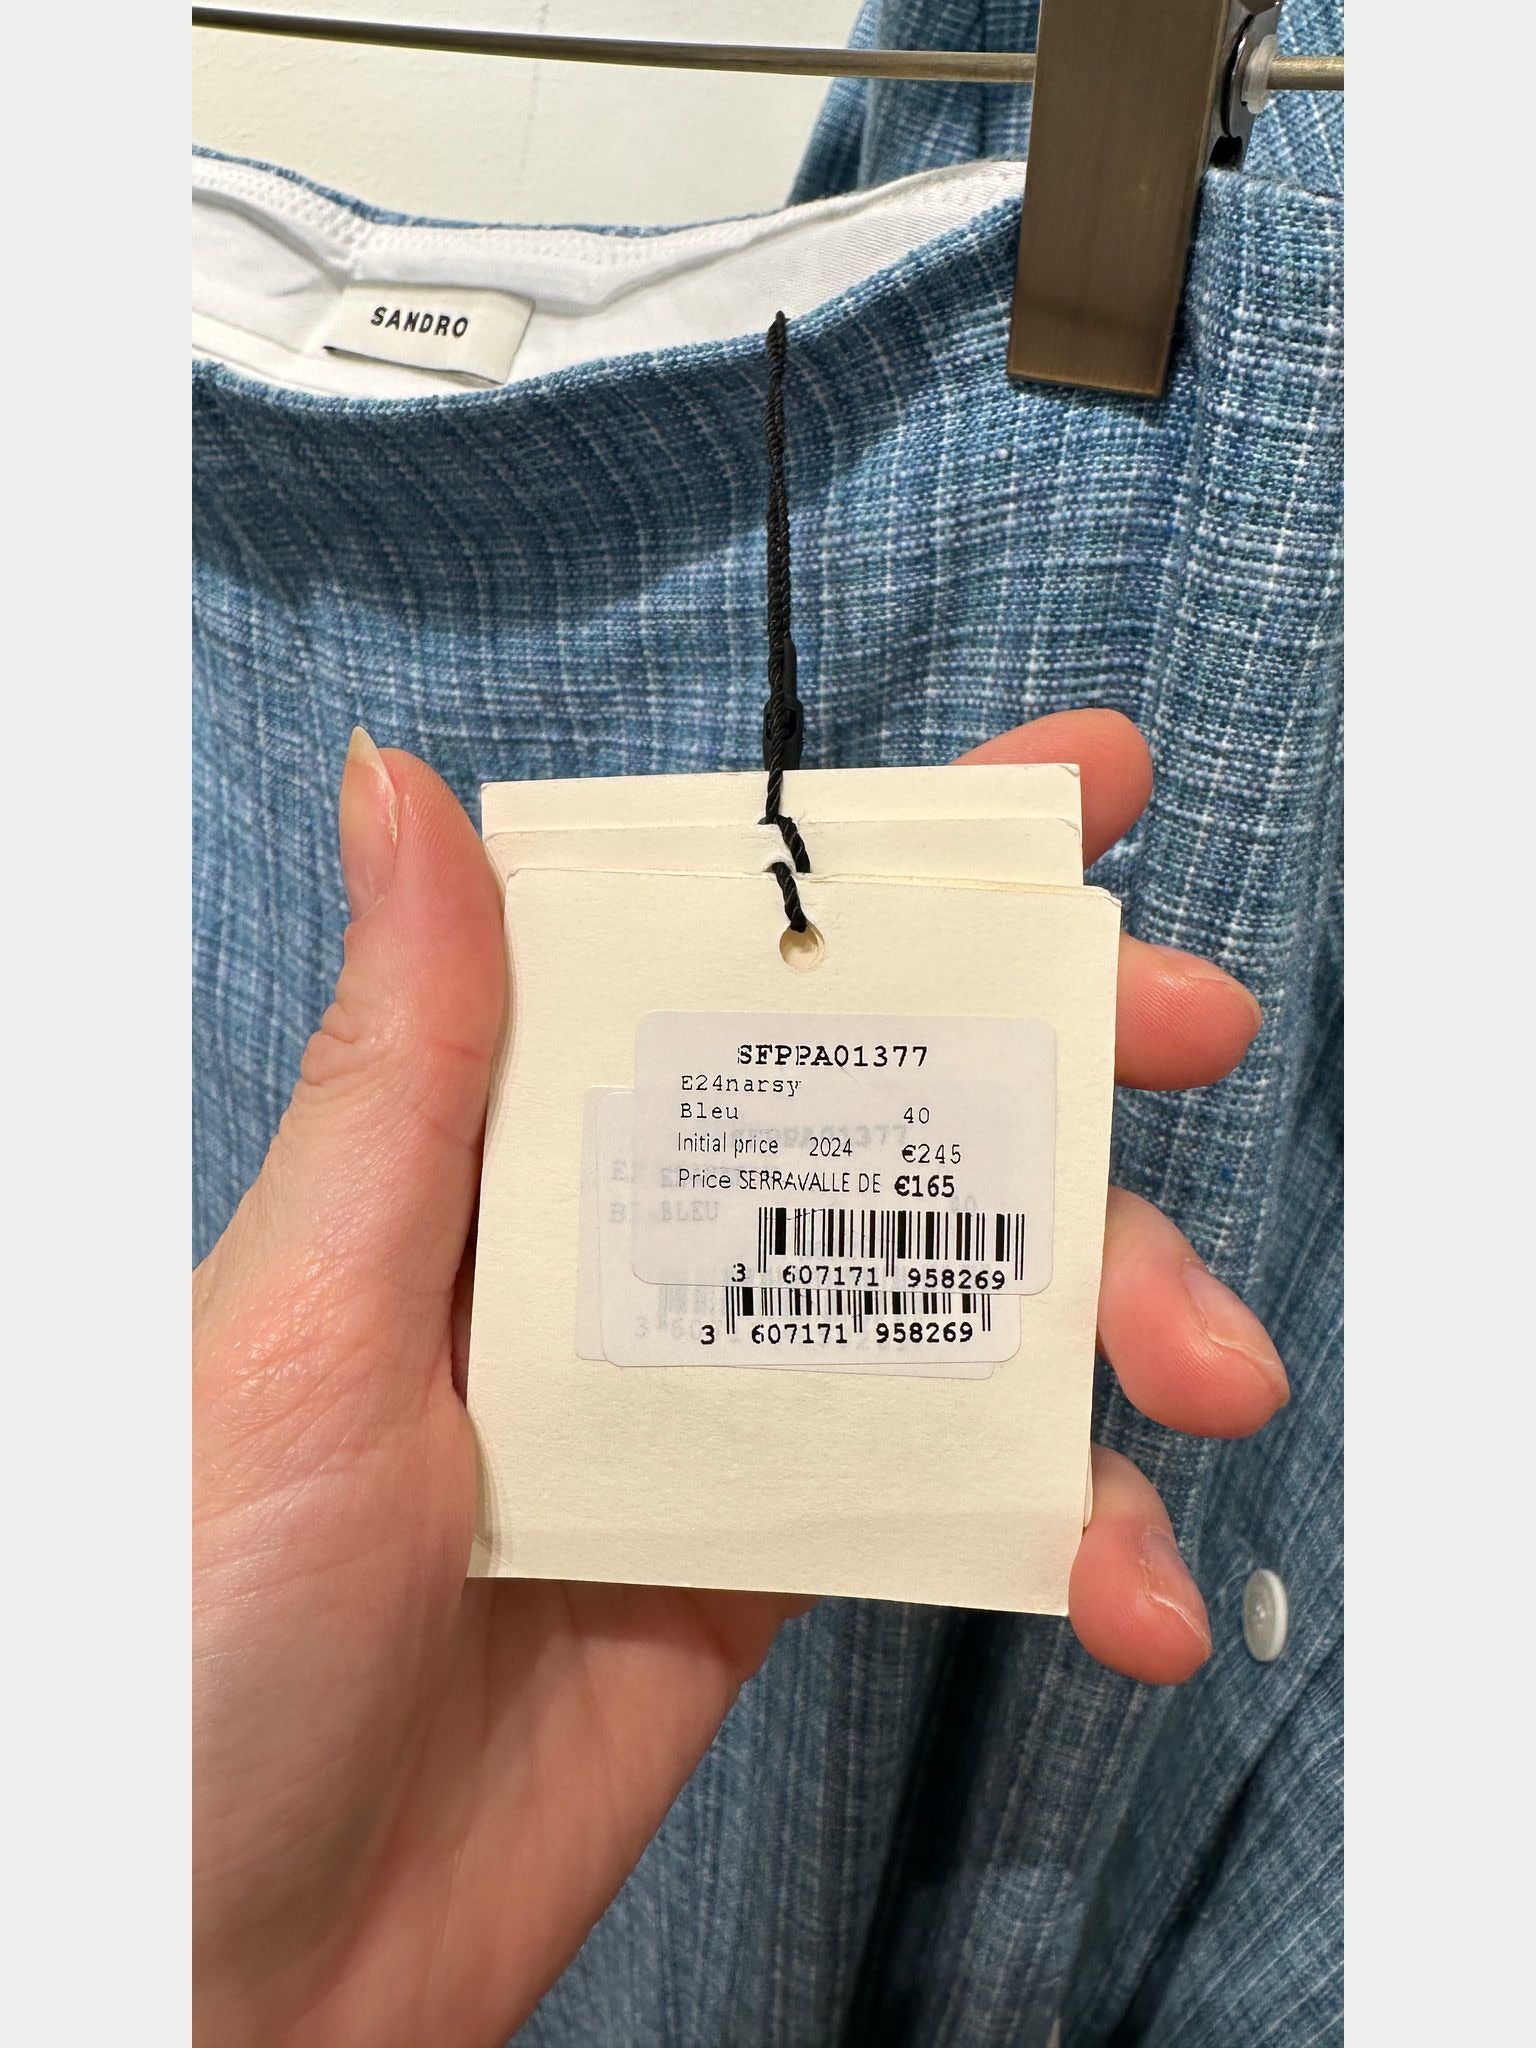 SANDRO
SFPPA01377
E24narsy
Bleu 40
Initial price 2024 €245
Price SERRAVALLE DE €165
3 607171 958269
3 607171 958269